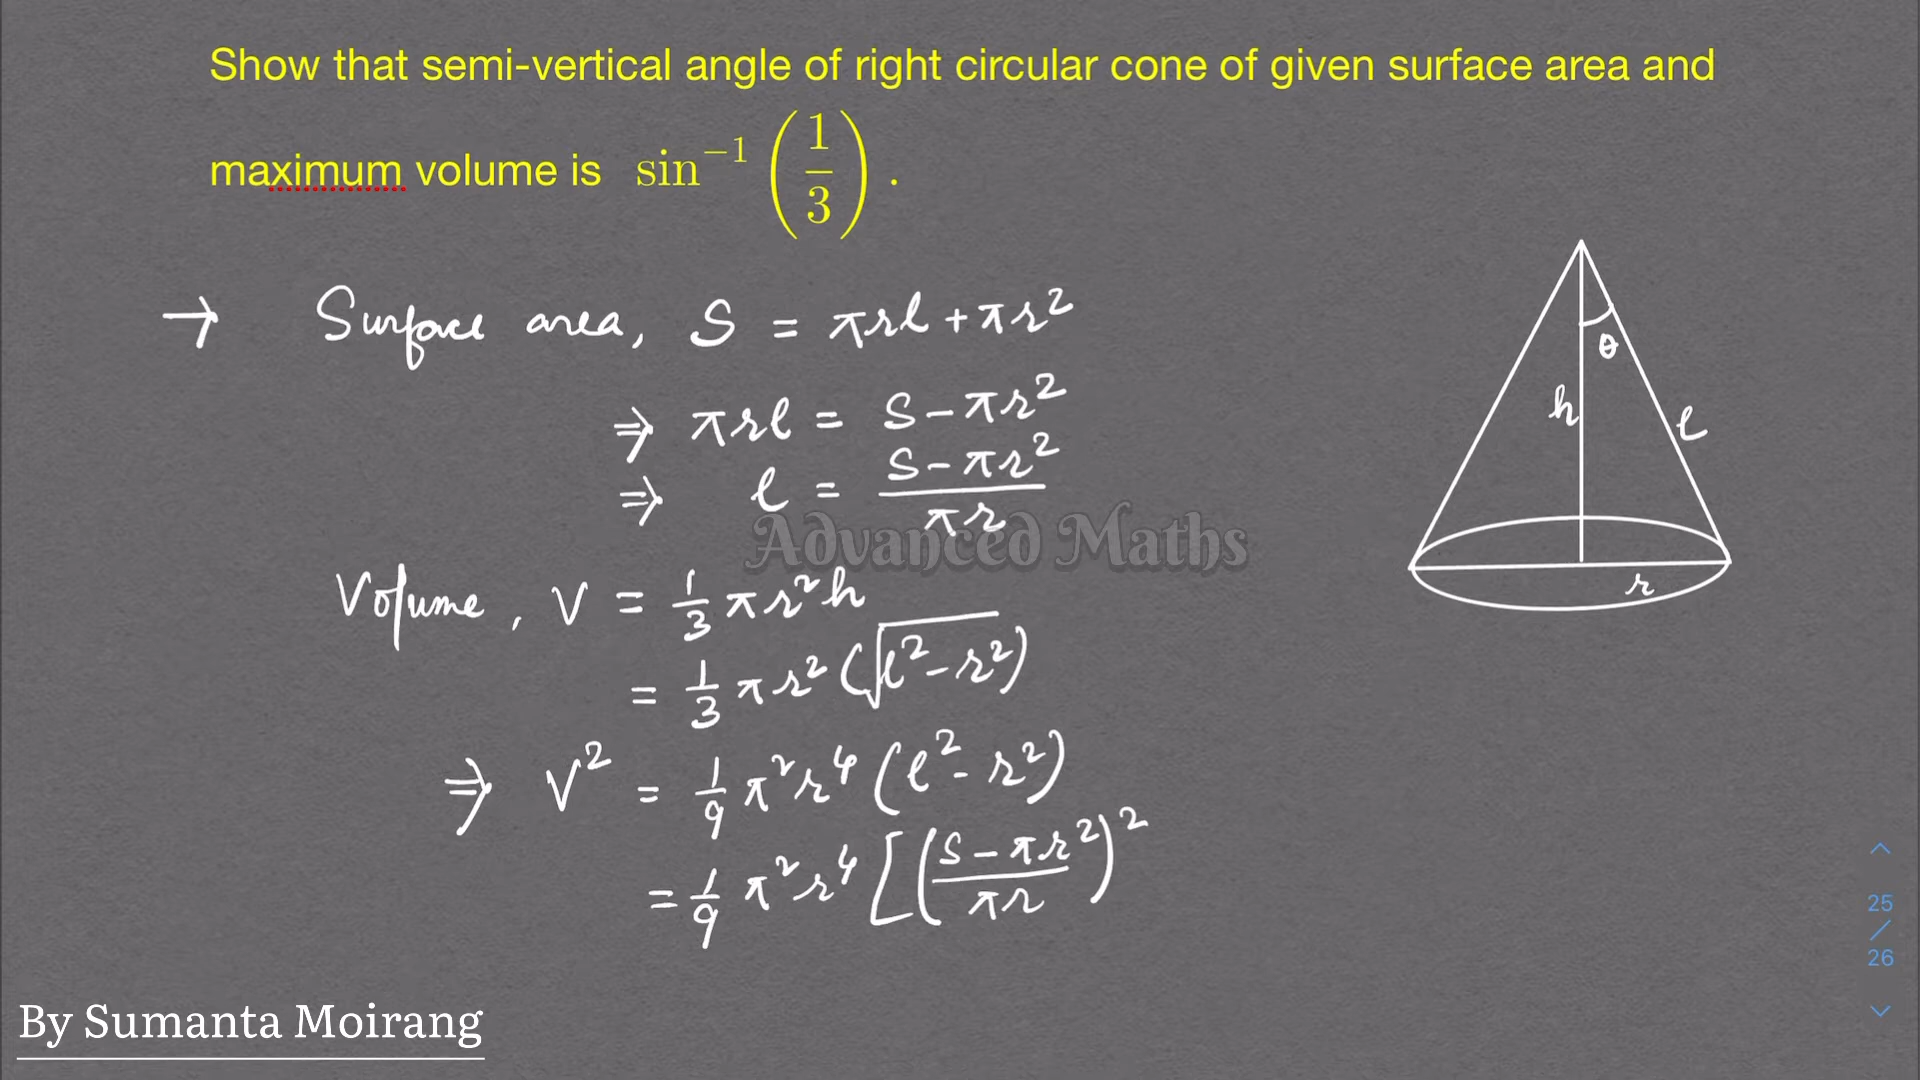 Show that semi-vertical angle of right circular cone of given surface area and
maximum volume is sin⁻¹(1/3).
→ Surface area, S = πrl + πr²
⇒ πrl = S − πr²
⇒ l = (S − πr²)/(πr)
Volume, V = 1/3 πr²h
= 1/3 πr² (√(l² − r²))
⇒ V² = 1/9 π²r⁴ (l² − r²)
= 1/9 π²r⁴ [((S − πr²)/(πr))²
θ
h
l
r
Advanced Maths
25
/
26
By Sumanta Moirang